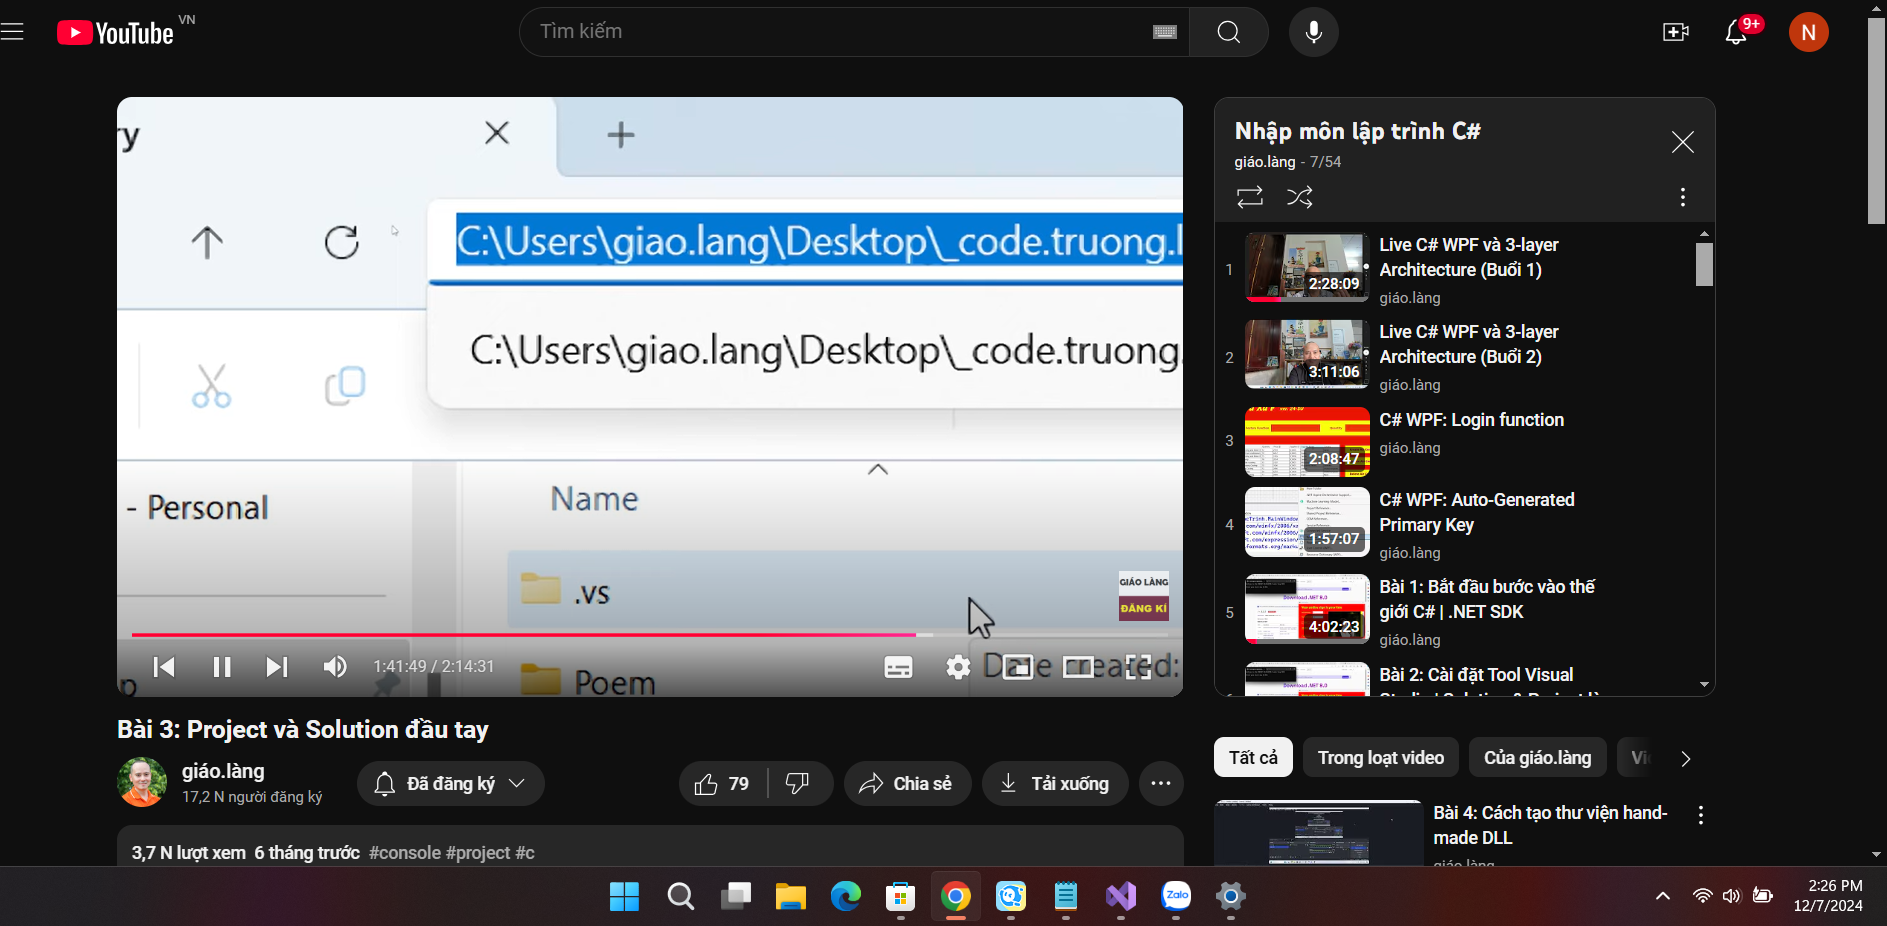 YouTube VN
Tìm kiếm
9+
N
ry
C:\Users\giao.lang\Desktop\_code.truong.l
C:\Users\giao.lang\Desktop\_code.truong.
- Personal
Name
.vs
GIÁO LÀNG
ĐĂNG KÍ
Date created:
1:41:49 / 2:14:31
Poem
Bài 3: Project và Solution đầu tay
giáo.làng
17,2 N người đăng ký
Đã đăng ký
79
Chia sẻ
Tải xuống
3,7 N lượt xem 6 tháng trước #console #project #c
Nhập môn lập trình C#
giáo.làng - 7/54
1
2:28:09
Live C# WPF và 3-layer
Architecture (Buổi 1)
giáo.làng
2
3:11:06
Live C# WPF và 3-layer
Architecture (Buổi 2)
giáo.làng
3
2:08:47
C# WPF: Login function
giáo.làng
4
1:57:07
C# WPF: Auto-Generated
Primary Key
giáo.làng
5
4:02:23
Bài 1: Bắt đầu bước vào thế
giới C# | .NET SDK
giáo.làng
Bài 2: Cài đặt Tool Visual
Tất cả
Trong loạt video
Của giáo.làng
Bài 4: Cách tạo thư viện hand-
made DLL
giáo.làng
Zalo
2:26 PM
12/7/2024